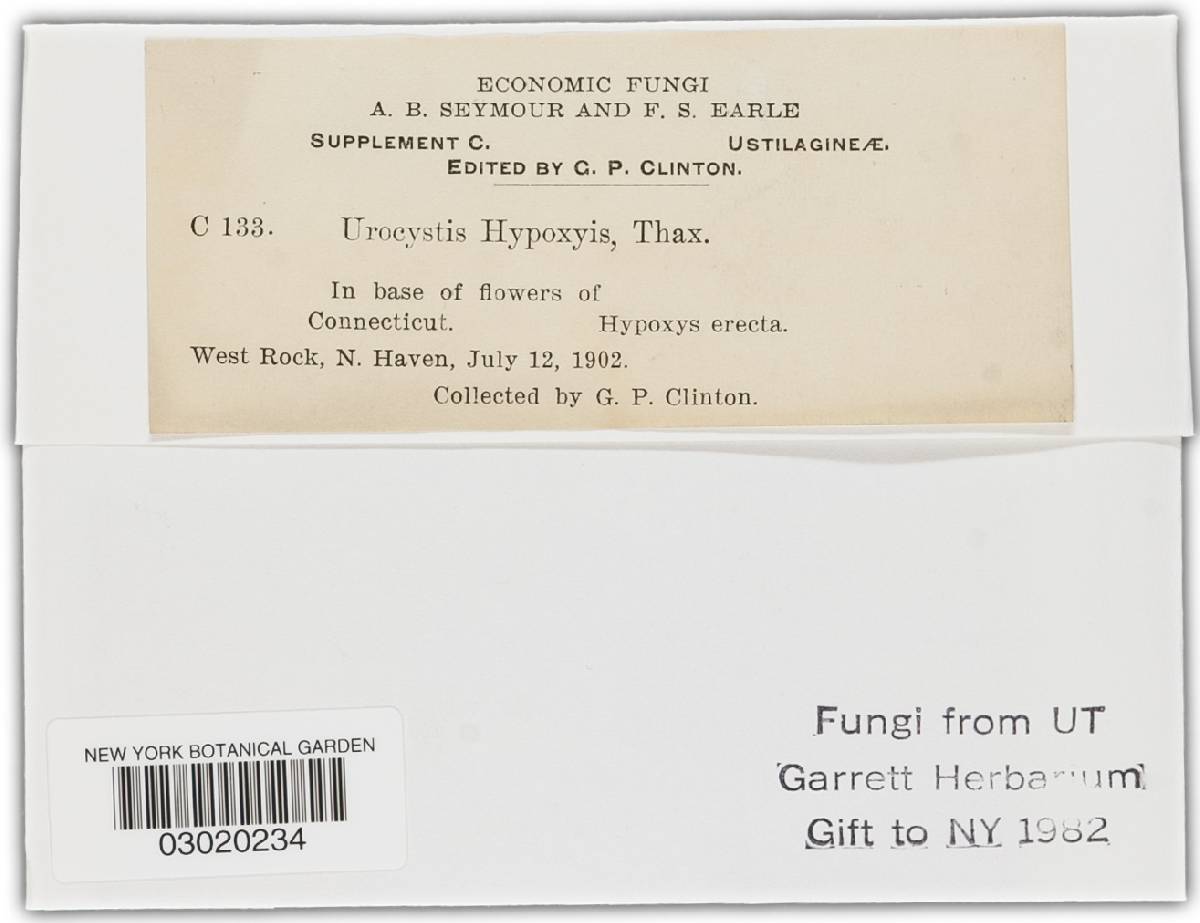 ECONOMIC FUNGI
A. B. SEYMOUR AND F. S. EARLE
SUPPLEMENT C. USTILAGINEÆ.
EDITED BY G. P. CLINTON.
C 133. Urocystis Hypoxyis, Thax.
In base of flowers of
Connecticut. Hypoxys erecta.
West Rock, N. Haven, July 12, 1902.
Collected by G. P. Clinton.
Fungi from UT
Garrett Herbarium
Gift to NY 1982
NEW YORK BOTANICAL GARDEN
03020234